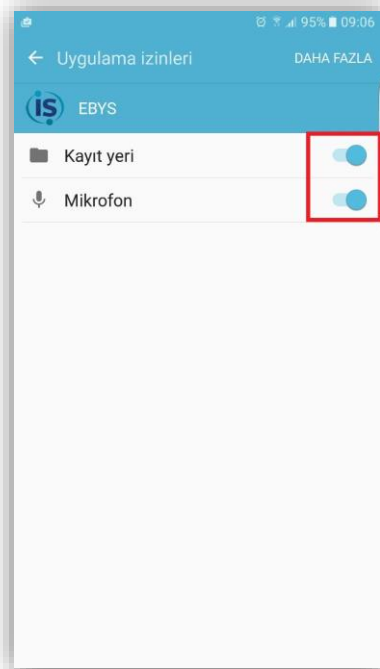 95% 09:06
Uygulama izinleri DAHA FAZLA
iS EBYS
Kayıt yeri
Mikrofon